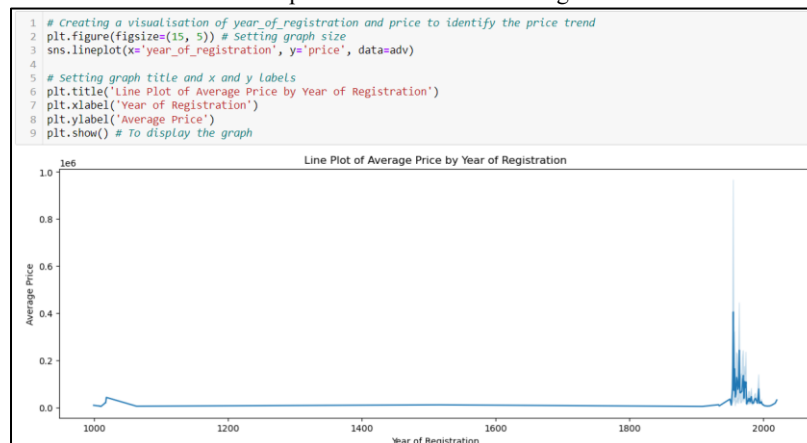 1 # Creating a visualisation of year_of_registration and price to identify the price trend
2 plt.figure(figsize=(15, 5)) # Setting graph size
3 sns.lineplot(x='year_of_registration', y='price', data=adv)
4
5 # Setting graph title and x and y labels
6 plt.title('Line Plot of Average Price by Year of Registration')
7 plt.xlabel('Year of Registration')
8 plt.ylabel('Average Price')
9 plt.show() # To display the graph
Line Plot of Average Price by Year of Registration
1e6
1.0
0.8
0.6
0.4
0.2
0.0
Average Price
1000 1200 1400 1600 1800 2000
Year of Registration